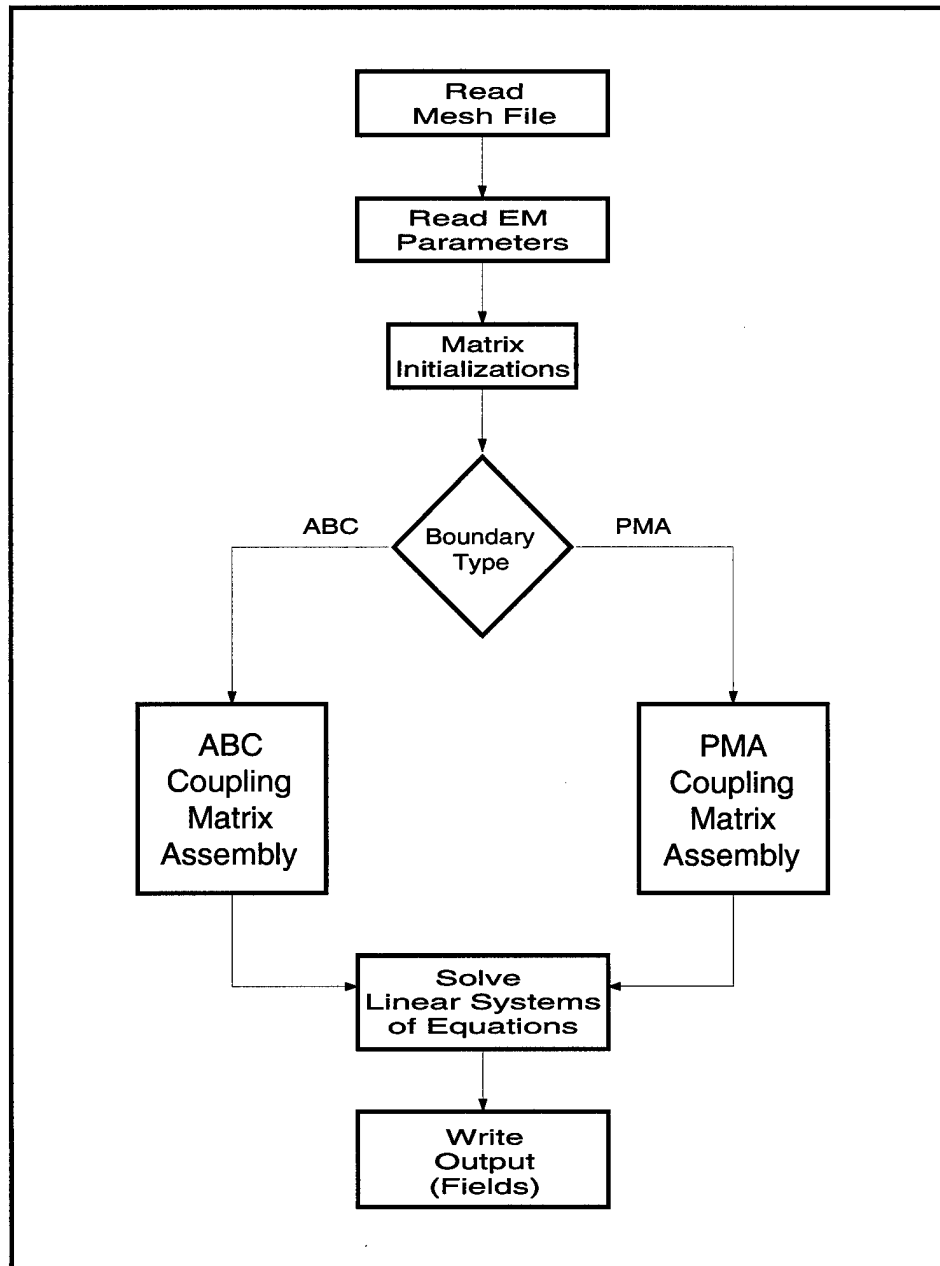 Read
Mesh File
Read EM
Parameters
Matrix
Initializations
ABC
Boundary
Type
PMA
ABC
Coupling
Matrix
Assembly
PMA
Coupling
Matrix
Assembly
Solve
Linear Systems
of Equations
Write
Output
(Fields)